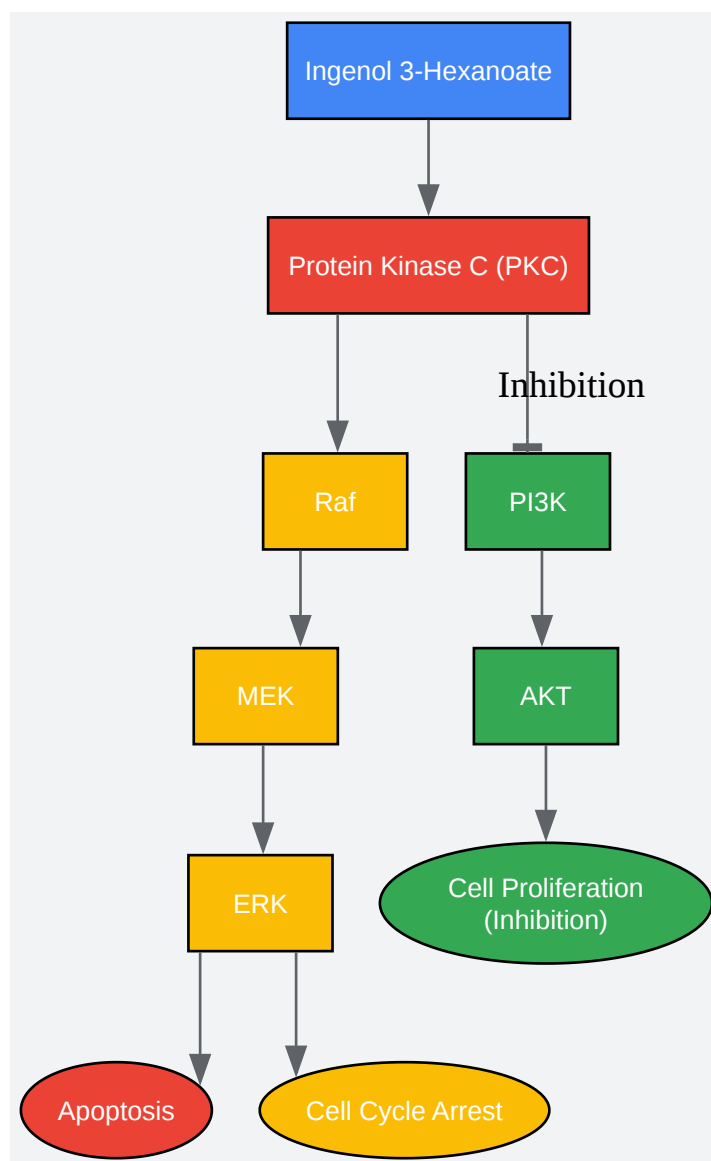 Ingenol 3-Hexanoate
Protein Kinase C (PKC)
Inhibition
Raf
PI3K
MEK
AKT
ERK
Cell Proliferation
(Inhibition)
Apoptosis
Cell Cycle Arrest